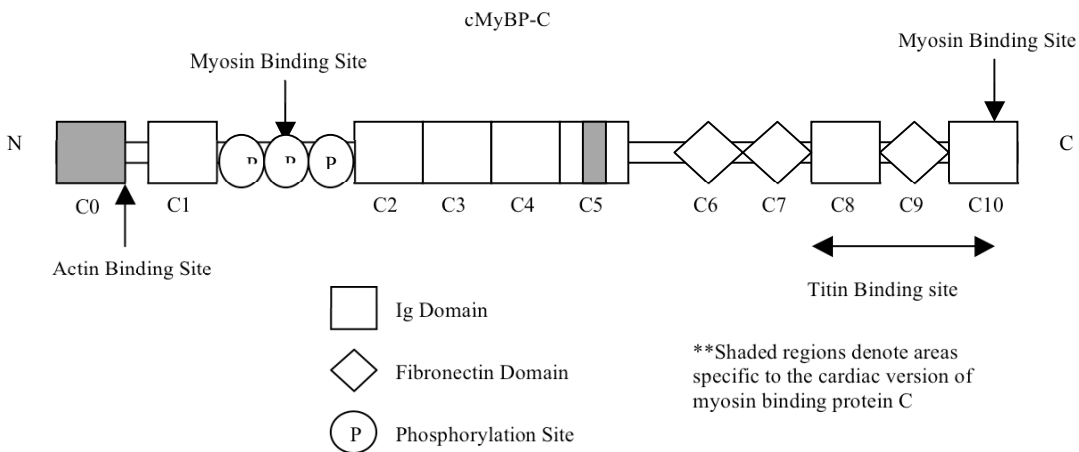 cMyBP-C
Myosin Binding Site
Myosin Binding Site
N
P
C
C0
C1
C2
C3
C4
C5
C6
C7
C8
C9
C10
Actin Binding Site
Titin Binding site
Ig Domain
**Shaded regions denote areas
specific to the cardiac version of
myosin binding protein C
Fibronectin Domain
P
Phosphorylation Site